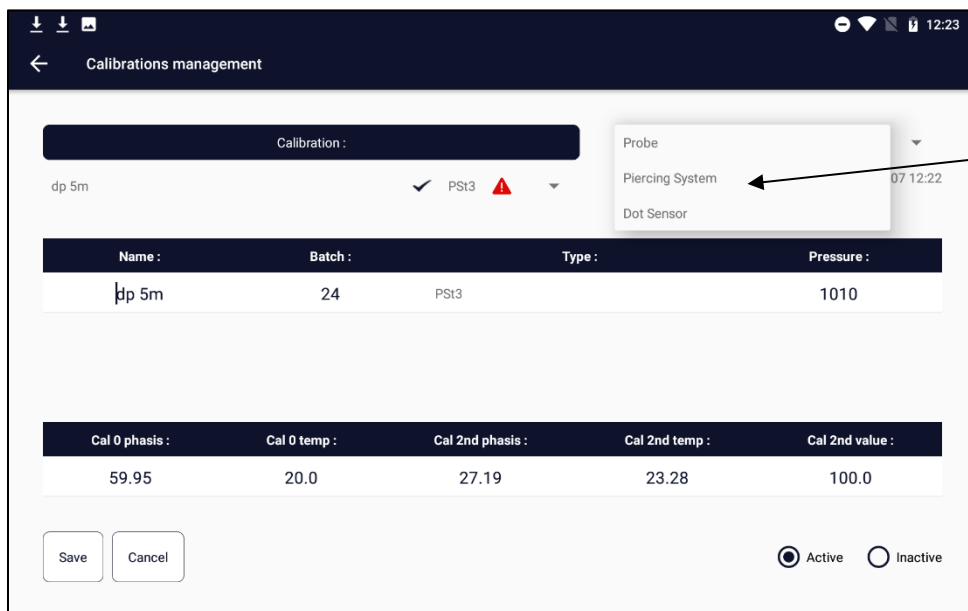 12:23
Calibrations management
Calibration :
Probe
dp 5m PSt3
Piercing System
07 12:22
Dot Sensor
Name : Batch : Type : Pressure :
dp 5m 24 PSt3 1010
Cal 0 phasis : Cal 0 temp : Cal 2nd phasis : Cal 2nd temp : Cal 2nd value :
59.95 20.0 27.19 23.28 100.0
Save Cancel Active Inactive